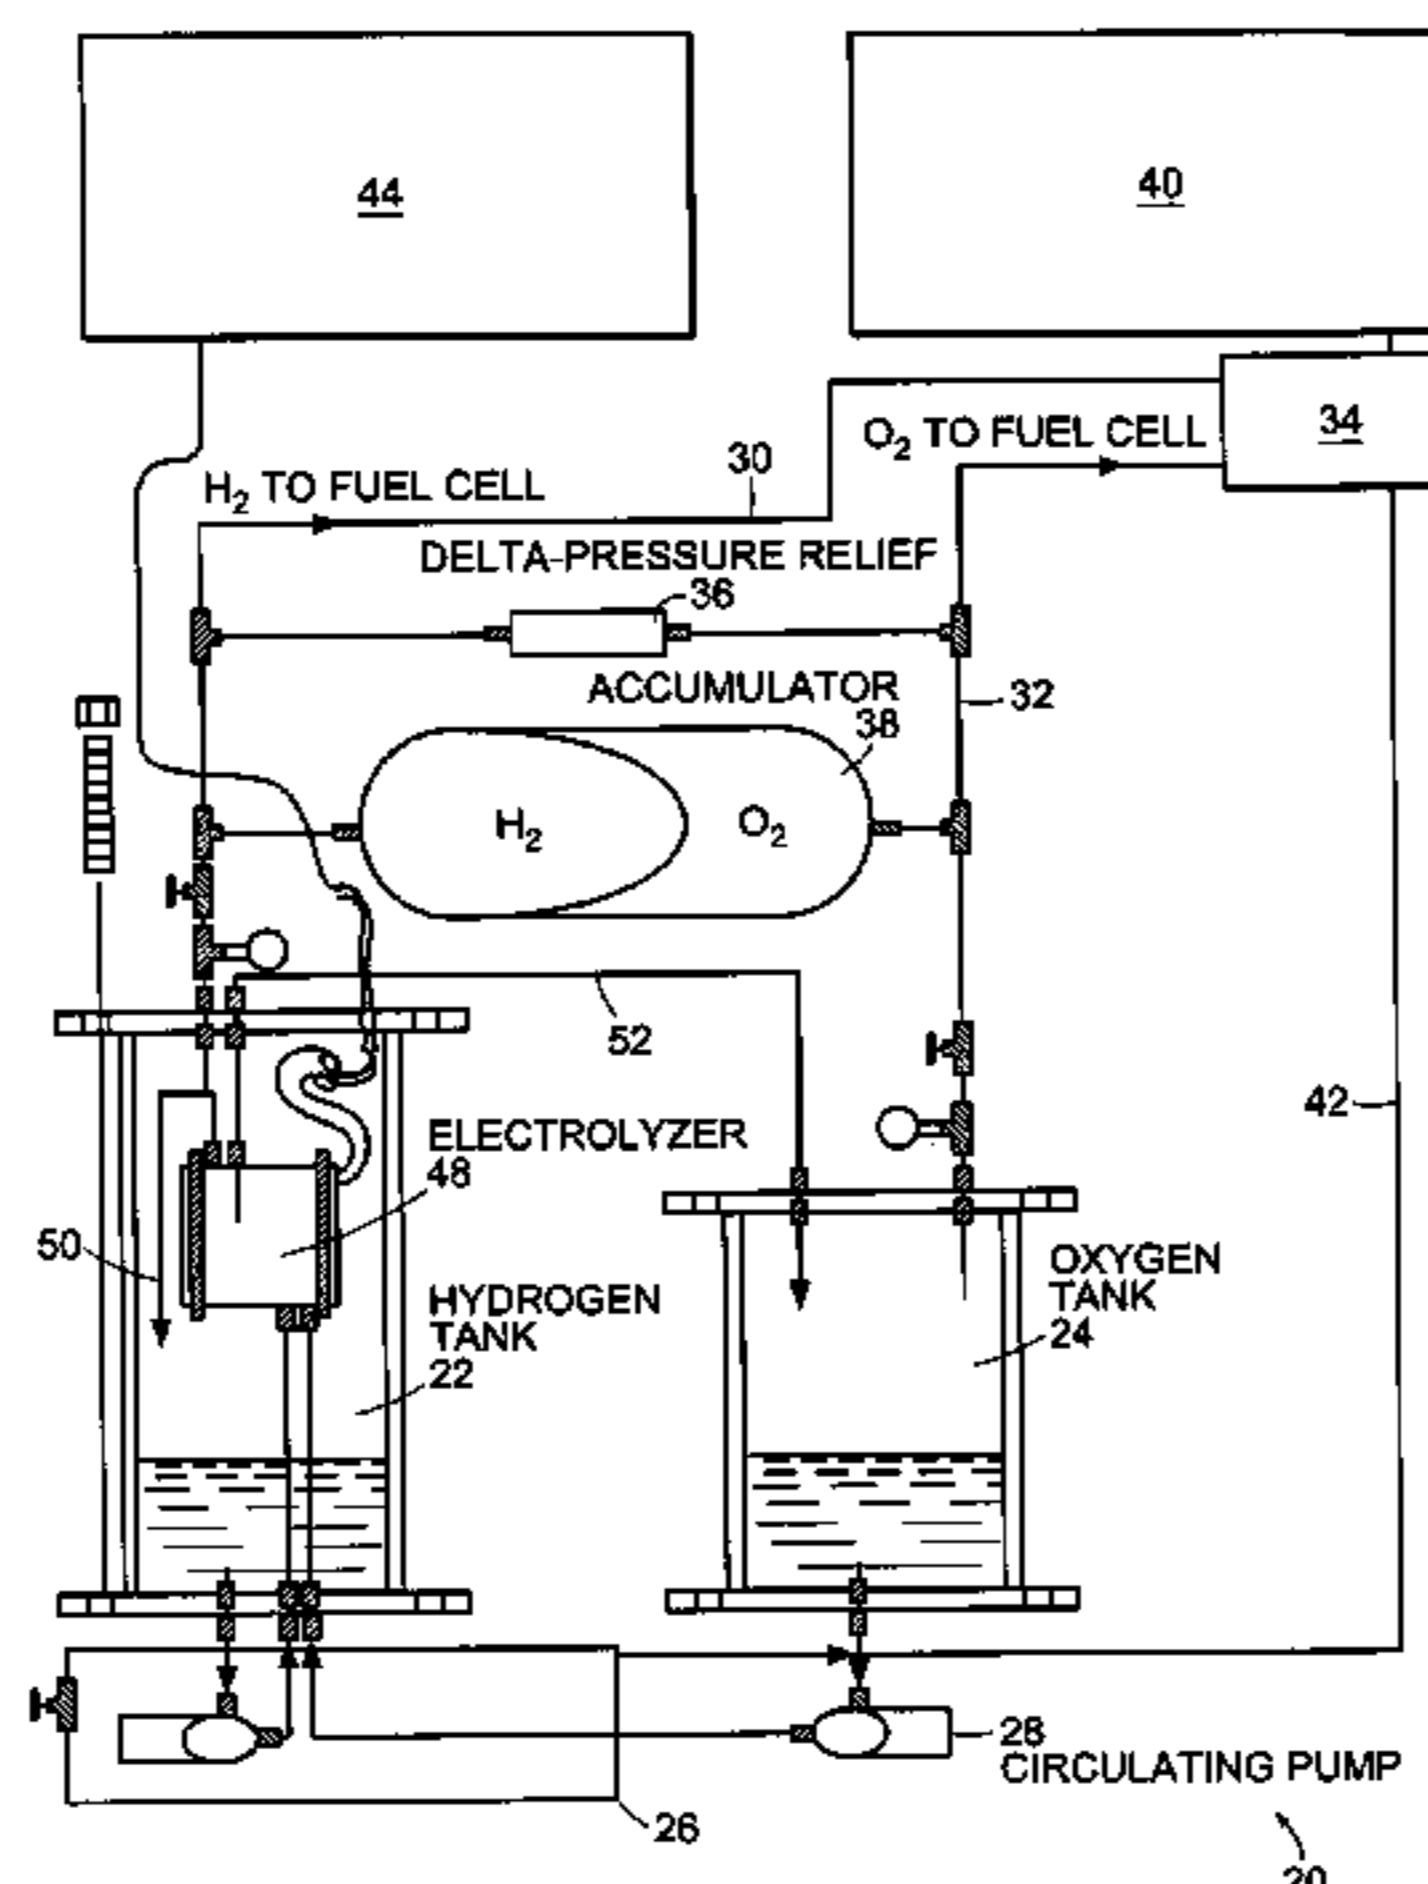 44
40
34
O2 TO FUEL CELL
30
H2 TO FUEL CELL
DELTA-PRESSURE RELIEF
36
ACCUMULATOR
38
32
H2
O2
52
42
ELECTROLYZER
48
50
OXYGEN
TANK
24
HYDROGEN
TANK
22
28
CIRCULATING PUMP
26
20